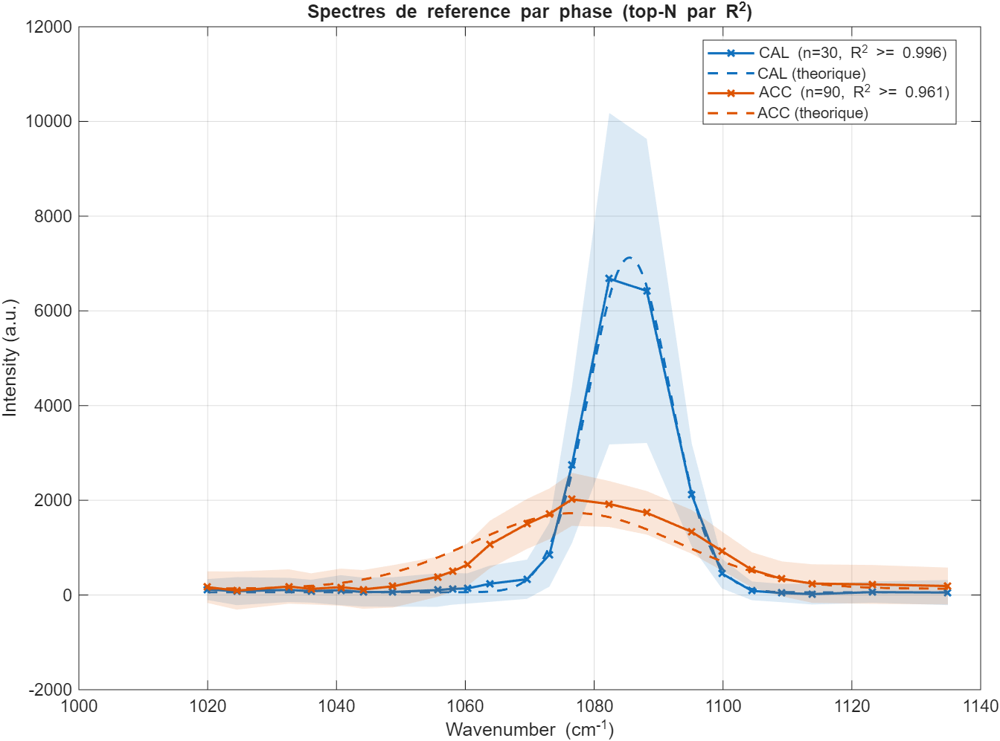 Spectres de reference par phase (top-N par R²)
12000
10000
8000
6000
4000
2000
0
-2000
Intensity (a.u.)
CAL (n=30, R² >= 0.996)
CAL (theorique)
ACC (n=90, R² >= 0.961)
ACC (theorique)
1000 1020 1040 1060 1080 1100 1120 1140
Wavenumber (cm⁻¹)